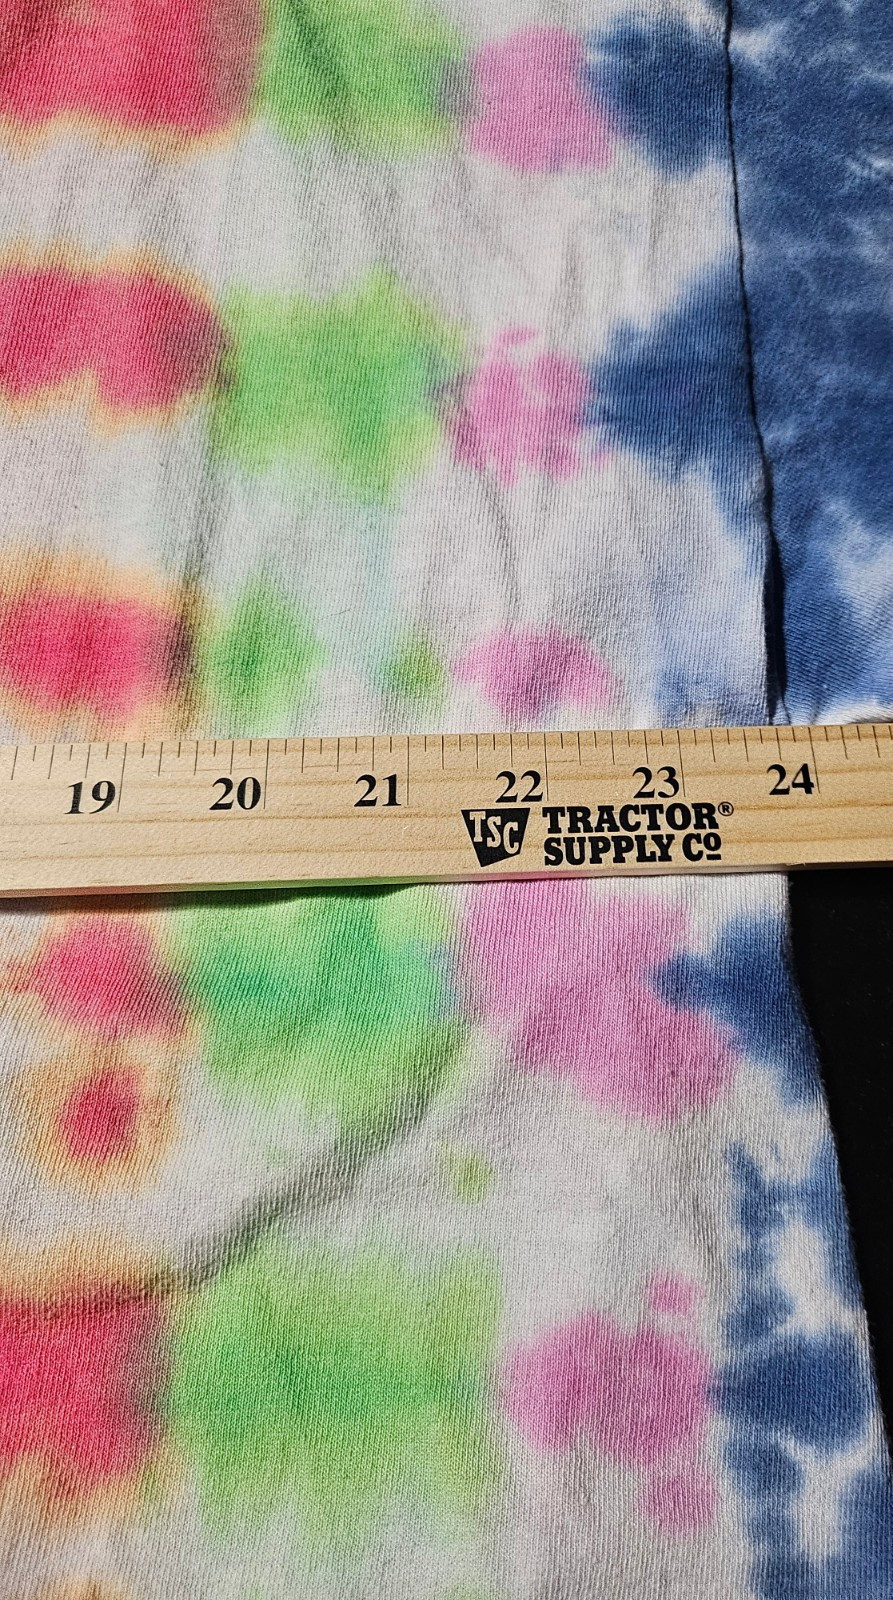 19 20 21 22 23 24
TSC TRACTOR®
SUPPLY Co